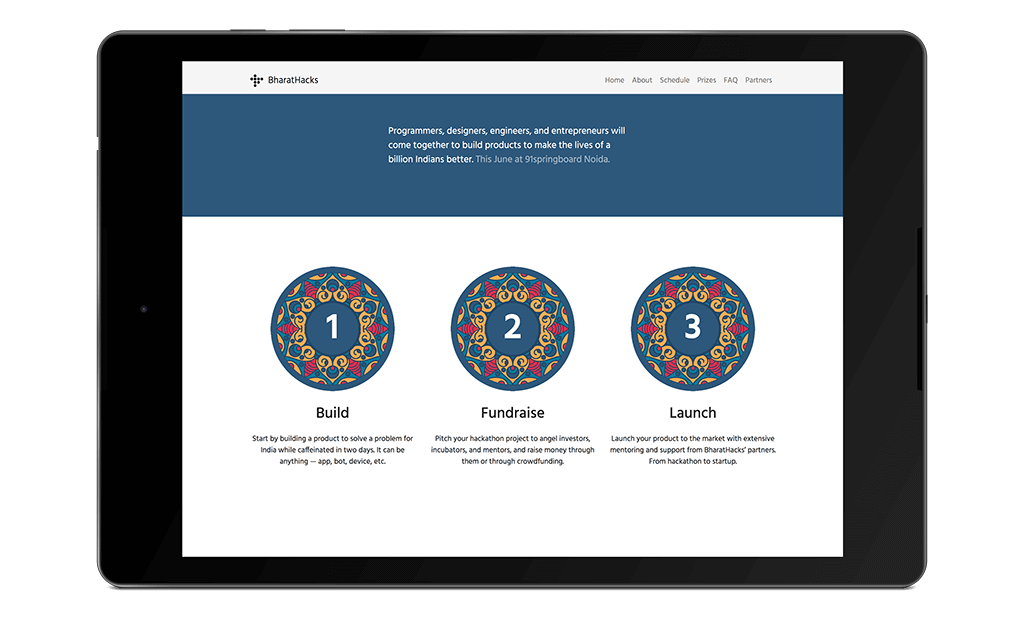 BharatHacks
Home About Schedule Prizes FAQ Partners
Programmers, designers, engineers, and entrepreneurs will
come together to build products to make the lives of a
billion Indians better. This June at 91springboard Noida.
1
2
3
Build
Start by building a product to solve a problem for
India while caffeinated in two days. It can be
anything — app, bot, device, etc.
Fundraise
Pitch your hackathon project to angel investors,
incubators, and mentors, and raise money through
them or through crowdfunding.
Launch
Launch your product to the market with extensive
mentoring and support from BharatHacks' partners.
From hackathon to startup.